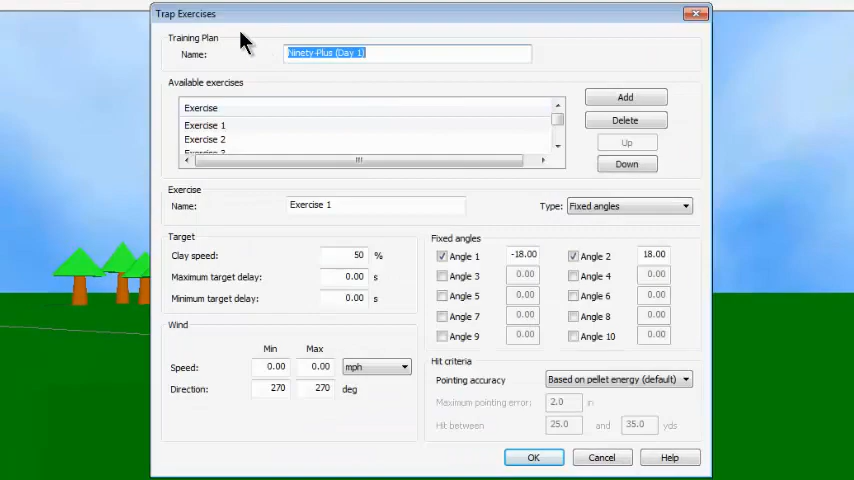 Trap Exercises
Training Plan
Name: Ninety-Plus (Day 1)
Available exercises
Exercise
Exercise 1
Exercise 2
Exercise 3
Add
Delete
Up
Down
Exercise
Name: Exercise 1 Type: Fixed angles
Target
Clay speed: 50 %
Maximum target delay: 0.00 s
Minimum target delay: 0.00 s
Wind
Min Max
Speed: 0.00 0.00 mph
Direction: 270 270 deg
Fixed angles
Angle 1 -18.00 Angle 2 18.00
Angle 3 0.00 Angle 4 0.00
Angle 5 0.00 Angle 6 0.00
Angle 7 0.00 Angle 8 0.00
Angle 9 0.00 Angle 10 0.00
Hit criteria
Pointing accuracy Based on pellet energy (default)
Maximum pointing error: 2.0 in
Hit between 25.0 and 35.0 yds
OK Cancel Help